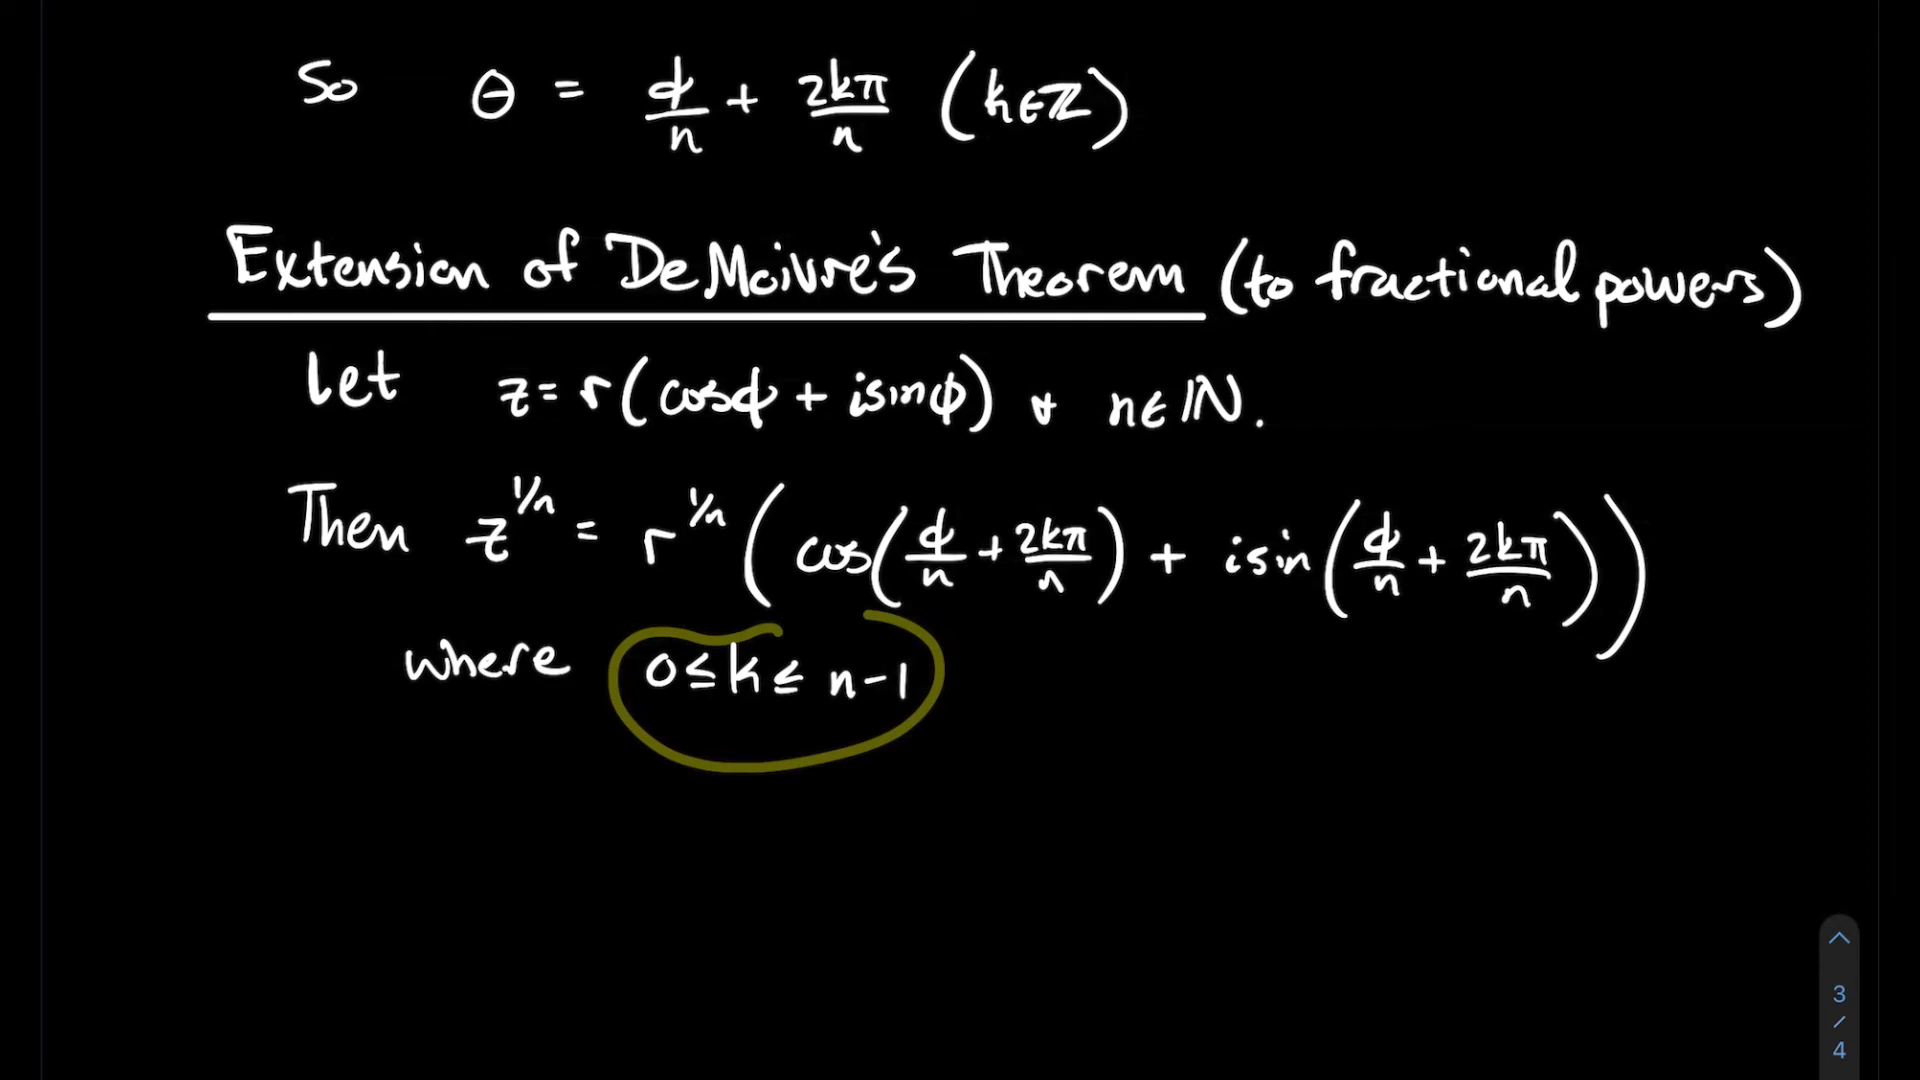 So θ = ϕ/n + 2kπ/n (k∈ℤ)
Extension of DeMoivre's Theorem (to fractional powers)
Let z = r(cosϕ + isinϕ) & n∈ℕ.
Then z^1/n = r^1/n (cos(ϕ/n + 2kπ/n) + isin(ϕ/n + 2kπ/n))
where 0≤k≤n-1
3
/
4